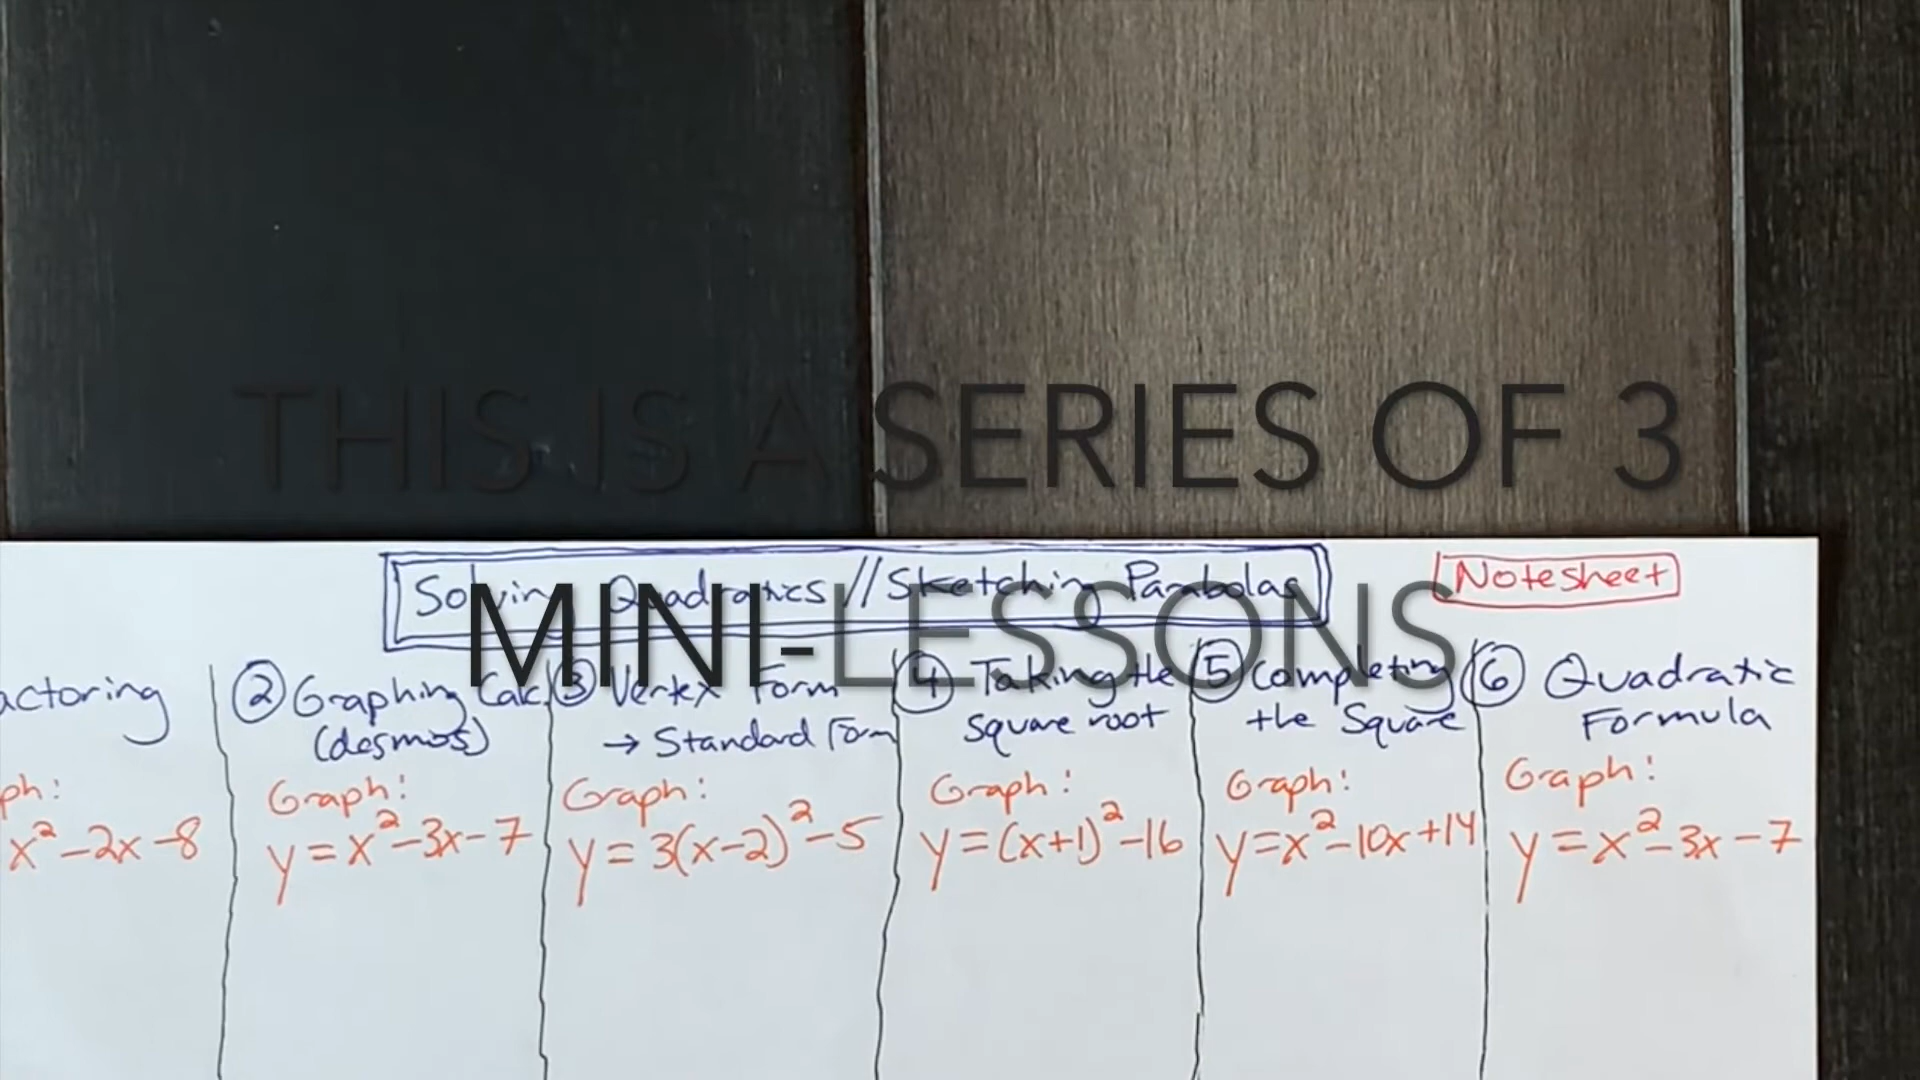 THIS IS A SERIES OF 3
MINI-LESSONS
Solving Quadratics // Sketching Parabolas
Notesheet
actoring
ph:
x² - 2x - 8
② Graphing Calc.
(desmos)
Graph:
y = x² - 3x - 7
③ Vertex Form
→ Standard Form
Graph:
y = 3(x-2)² - 5
④ Taking the
square root
Graph:
y = (x+1)² - 16
⑤ Completing
the Square
Graph:
y = x² - 10x + 14
⑥ Quadratic
Formula
Graph:
y = x² - 3x - 7